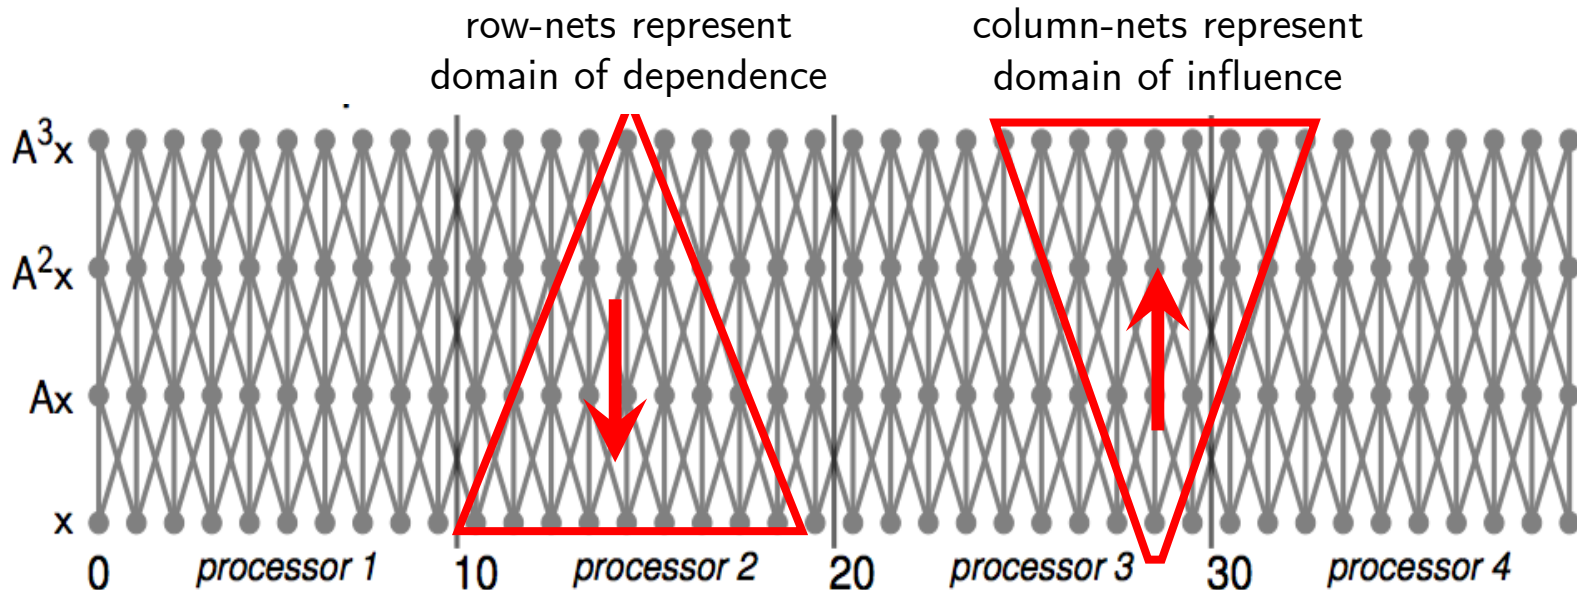 row-nets represent
domain of dependence
column-nets represent
domain of influence
A³x
A²x
Ax
x
0 processor 1 10 processor 2 20 processor 3 30 processor 4